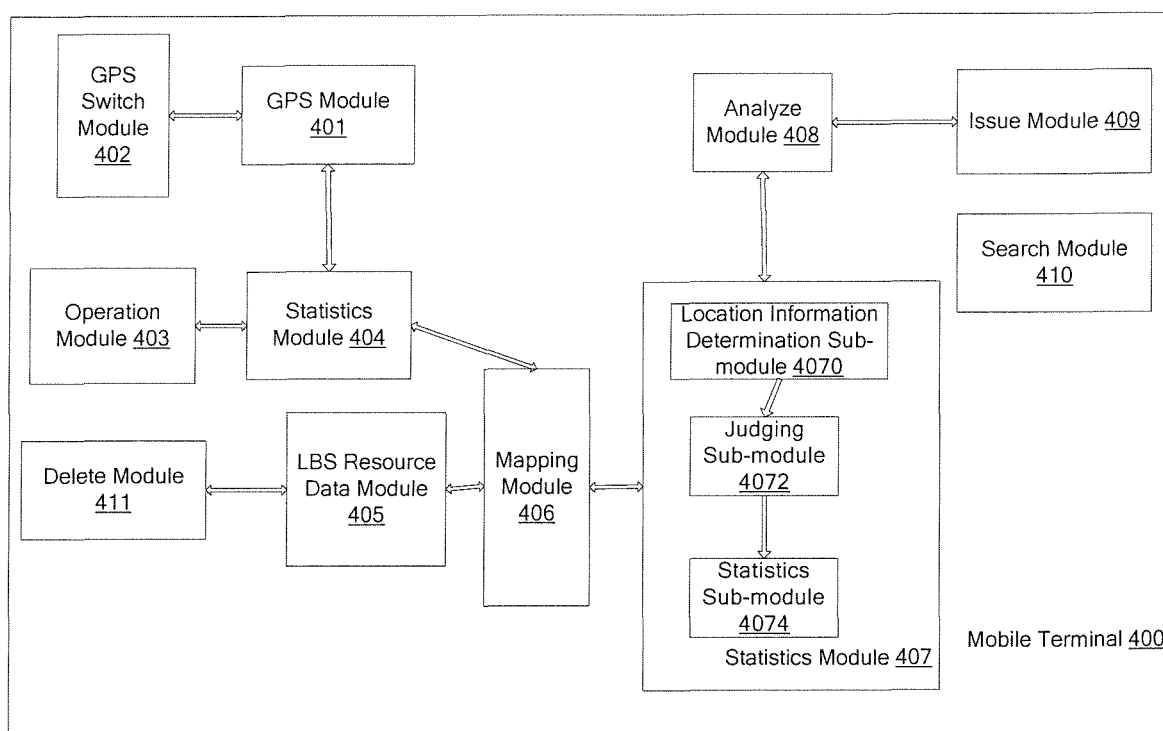 GPS
Switch
Module
402
GPS Module
401
Analyze
Module 408
Issue Module 409
Search Module
410
Operation
Module 403
Statistics
Module 404
Location Information
Determination Sub-
module 4070
Judging
Sub-module
4072
Statistics
Sub-module
4074
Statistics Module 407
Delete Module
411
LBS Resource
Data Module
405
Mapping
Module
406
Mobile Terminal 400